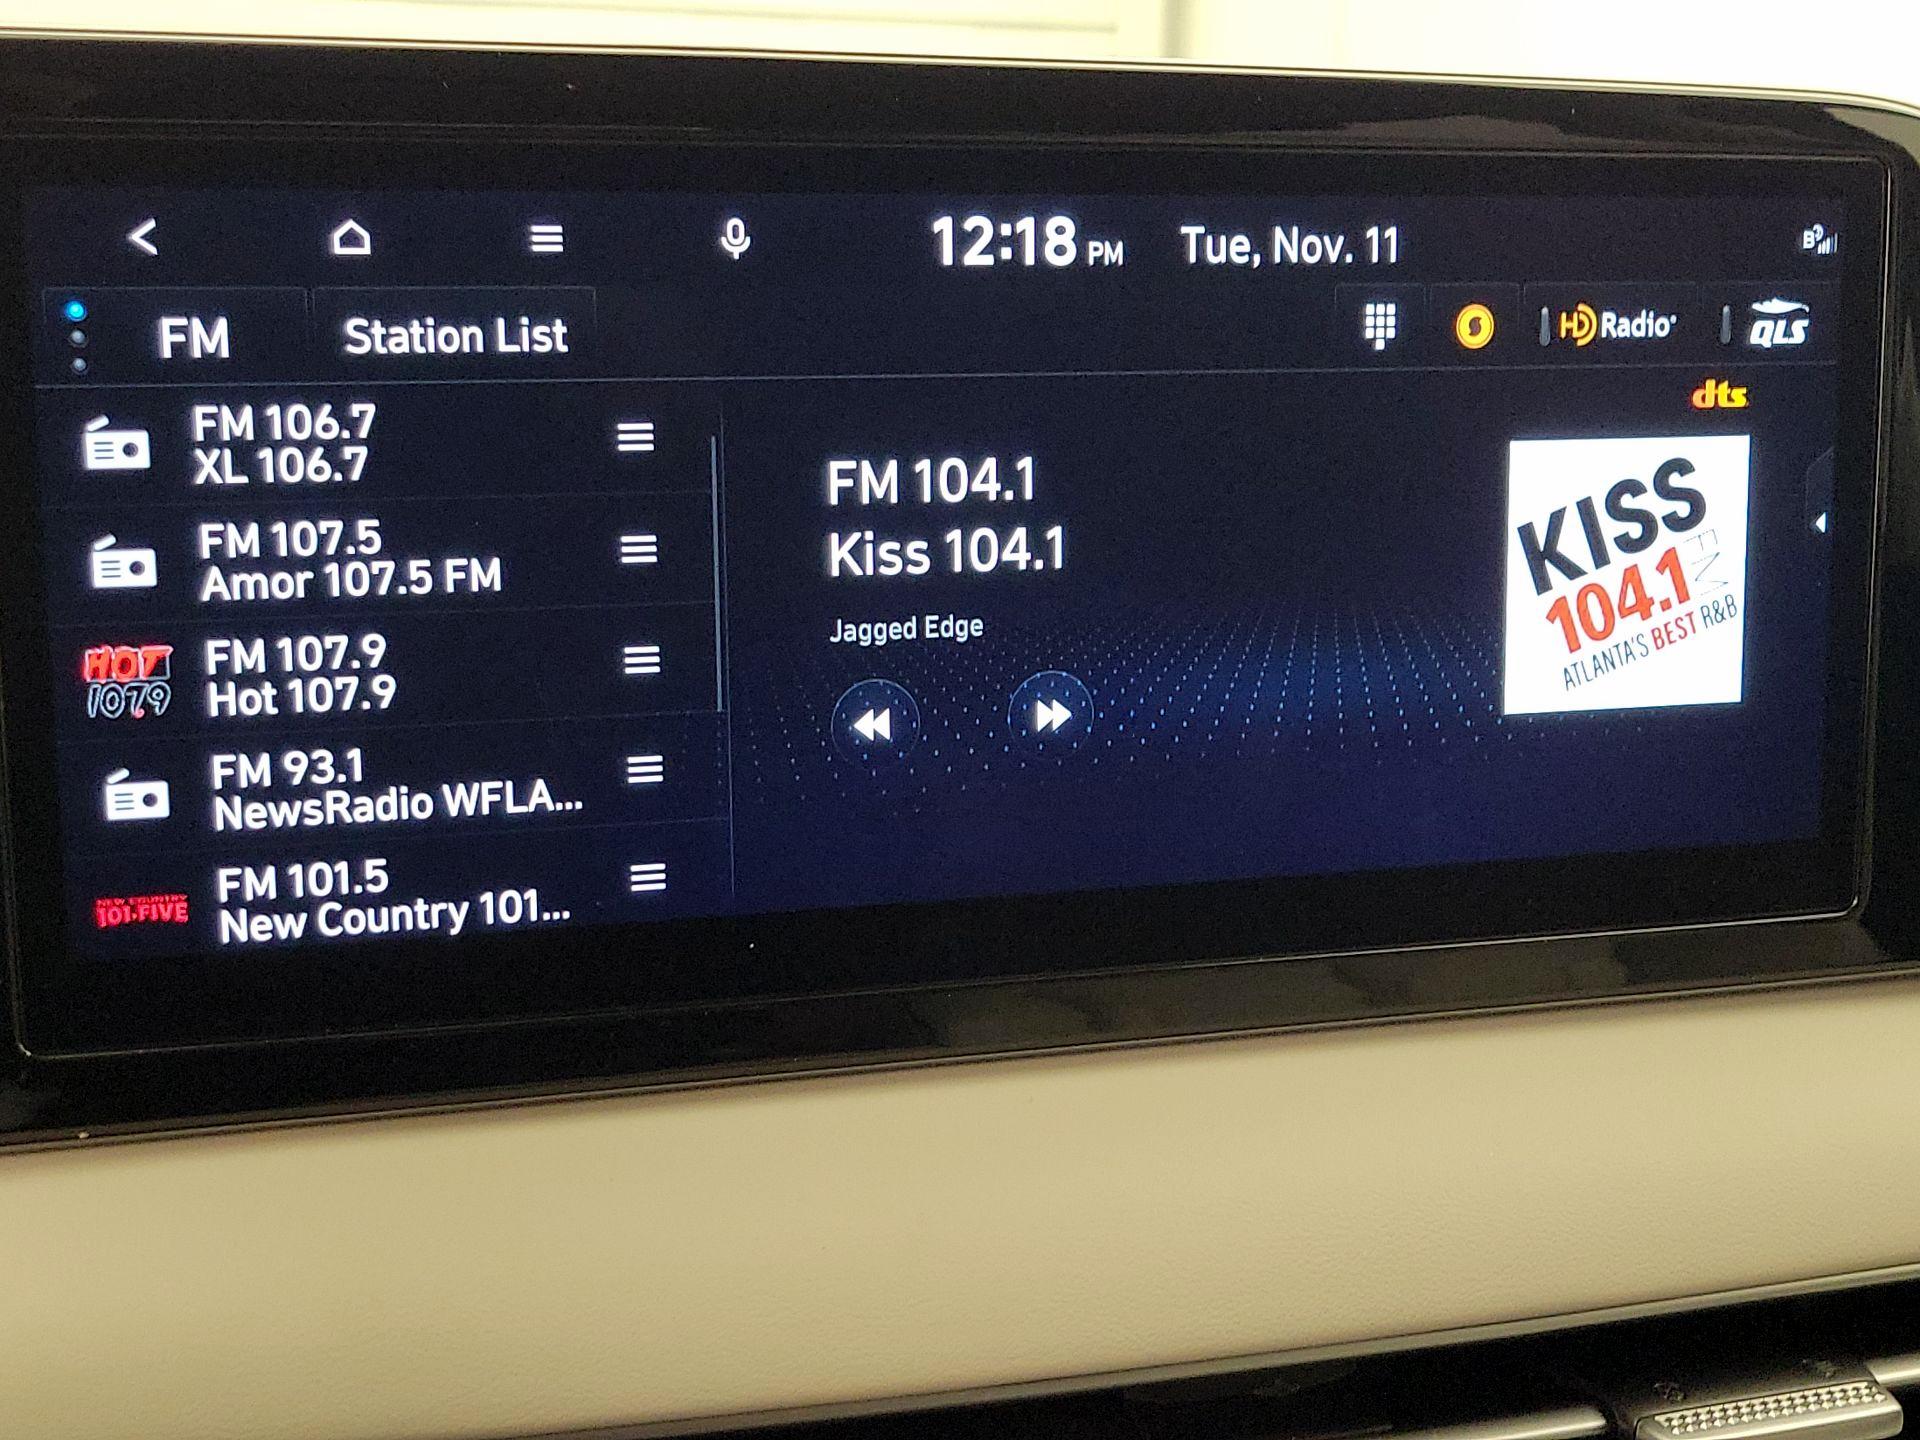 12:18 PM Tue, Nov. 11
B
FM Station List
HD Radio QLS
dts
FM 106.7
XL 106.7
FM 107.5
Amor 107.5 FM
HOT
1079
FM 107.9
Hot 107.9
FM 93.1
NewsRadio WFLA...
NEW COUNTRY
101·FIVE
FM 101.5
New Country 101...
FM 104.1
Kiss 104.1
Jagged Edge
KISS
104.1 FM
ATLANTA'S BEST R&B